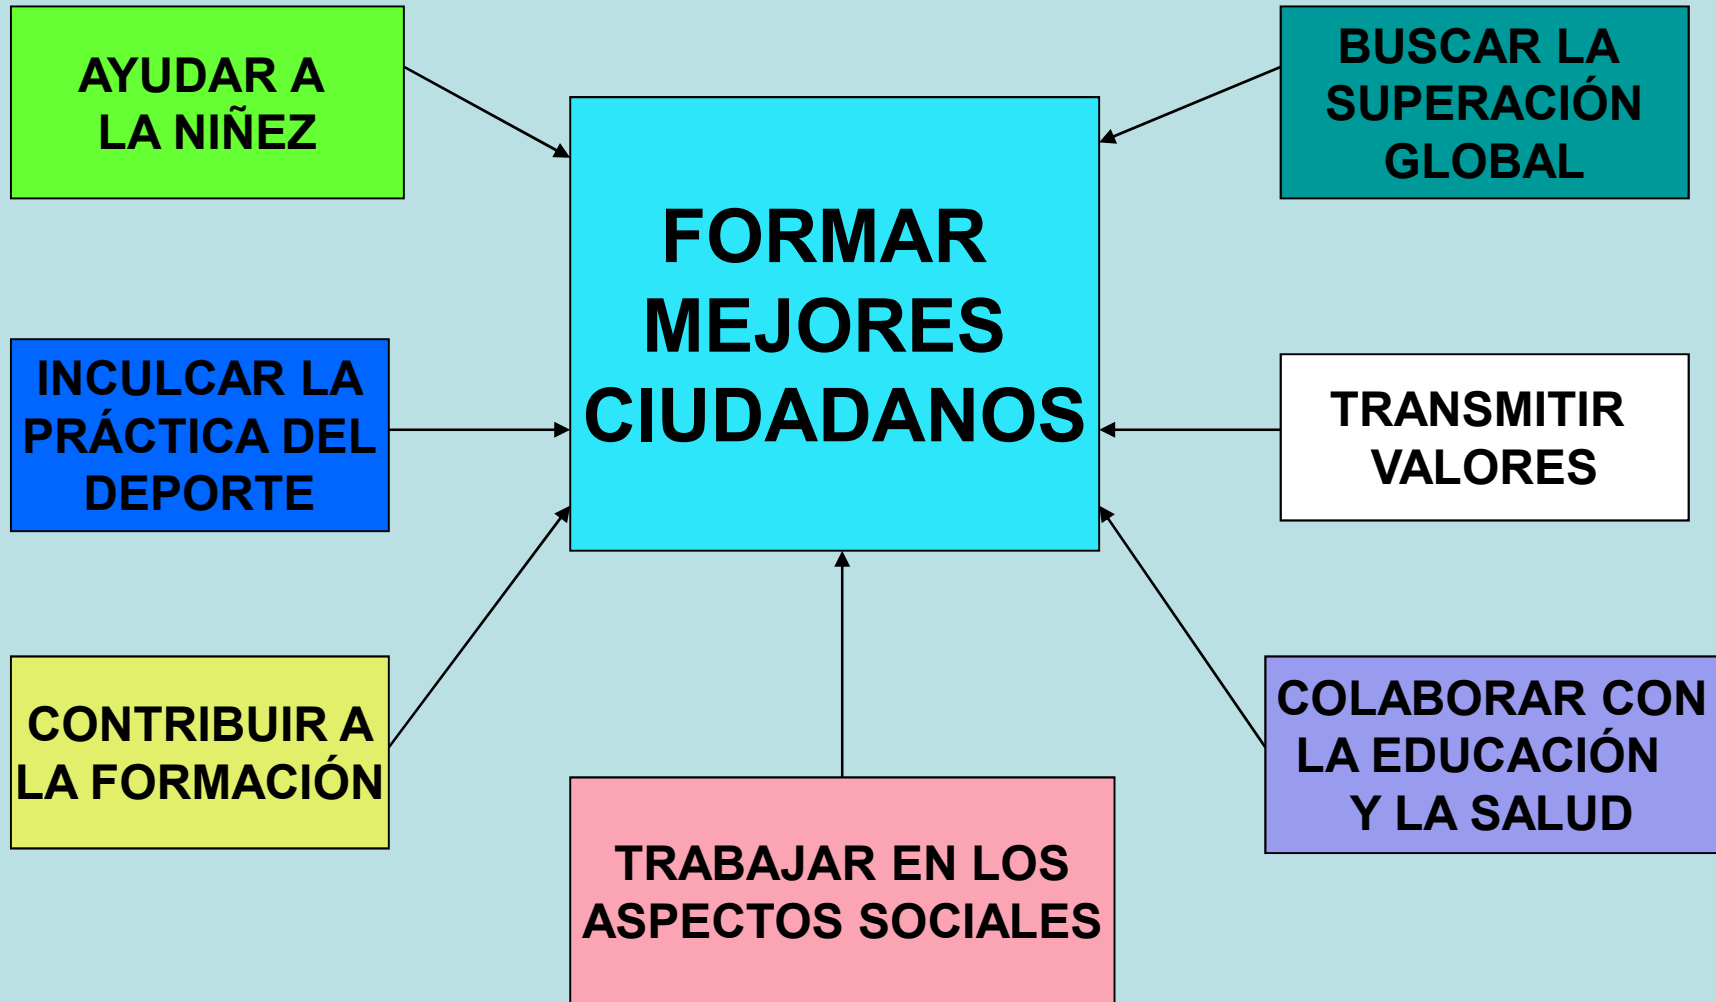 AYUDAR A
LA NIÑEZ
BUSCAR LA
SUPERACIÓN
GLOBAL
FORMAR
MEJORES
CIUDADANOS
INCULCAR LA
PRÁCTICA DEL
DEPORTE
TRANSMITIR
VALORES
CONTRIBUIR A
LA FORMACIÓN
COLABORAR CON
LA EDUCACIÓN
Y LA SALUD
TRABAJAR EN LOS
ASPECTOS SOCIALES